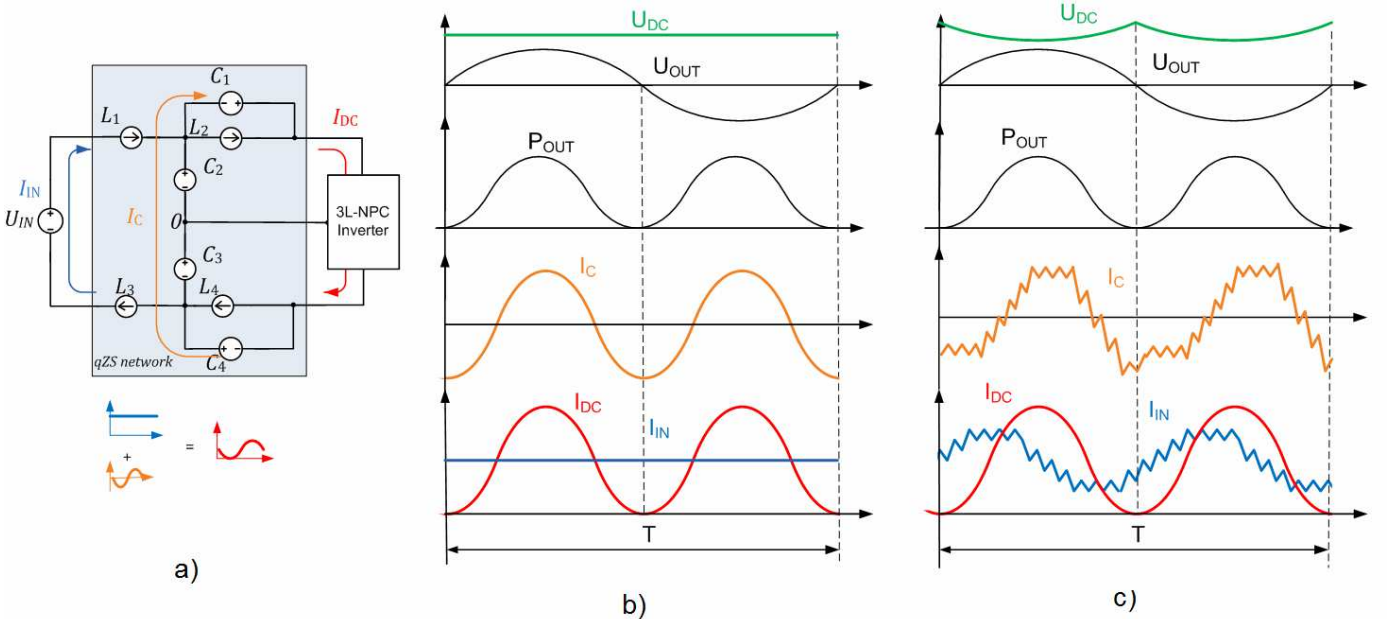 C1
L1
L2
IDC
C2
IIN
IC
UIN
0
3L-NPC
Inverter
C3
L3
L4
qZS network
C4
+
=
a)
UDC
UOUT
POUT
IC
IDC
IIN
T
b)
UDC
UOUT
POUT
IC
IDC
IIN
T
c)